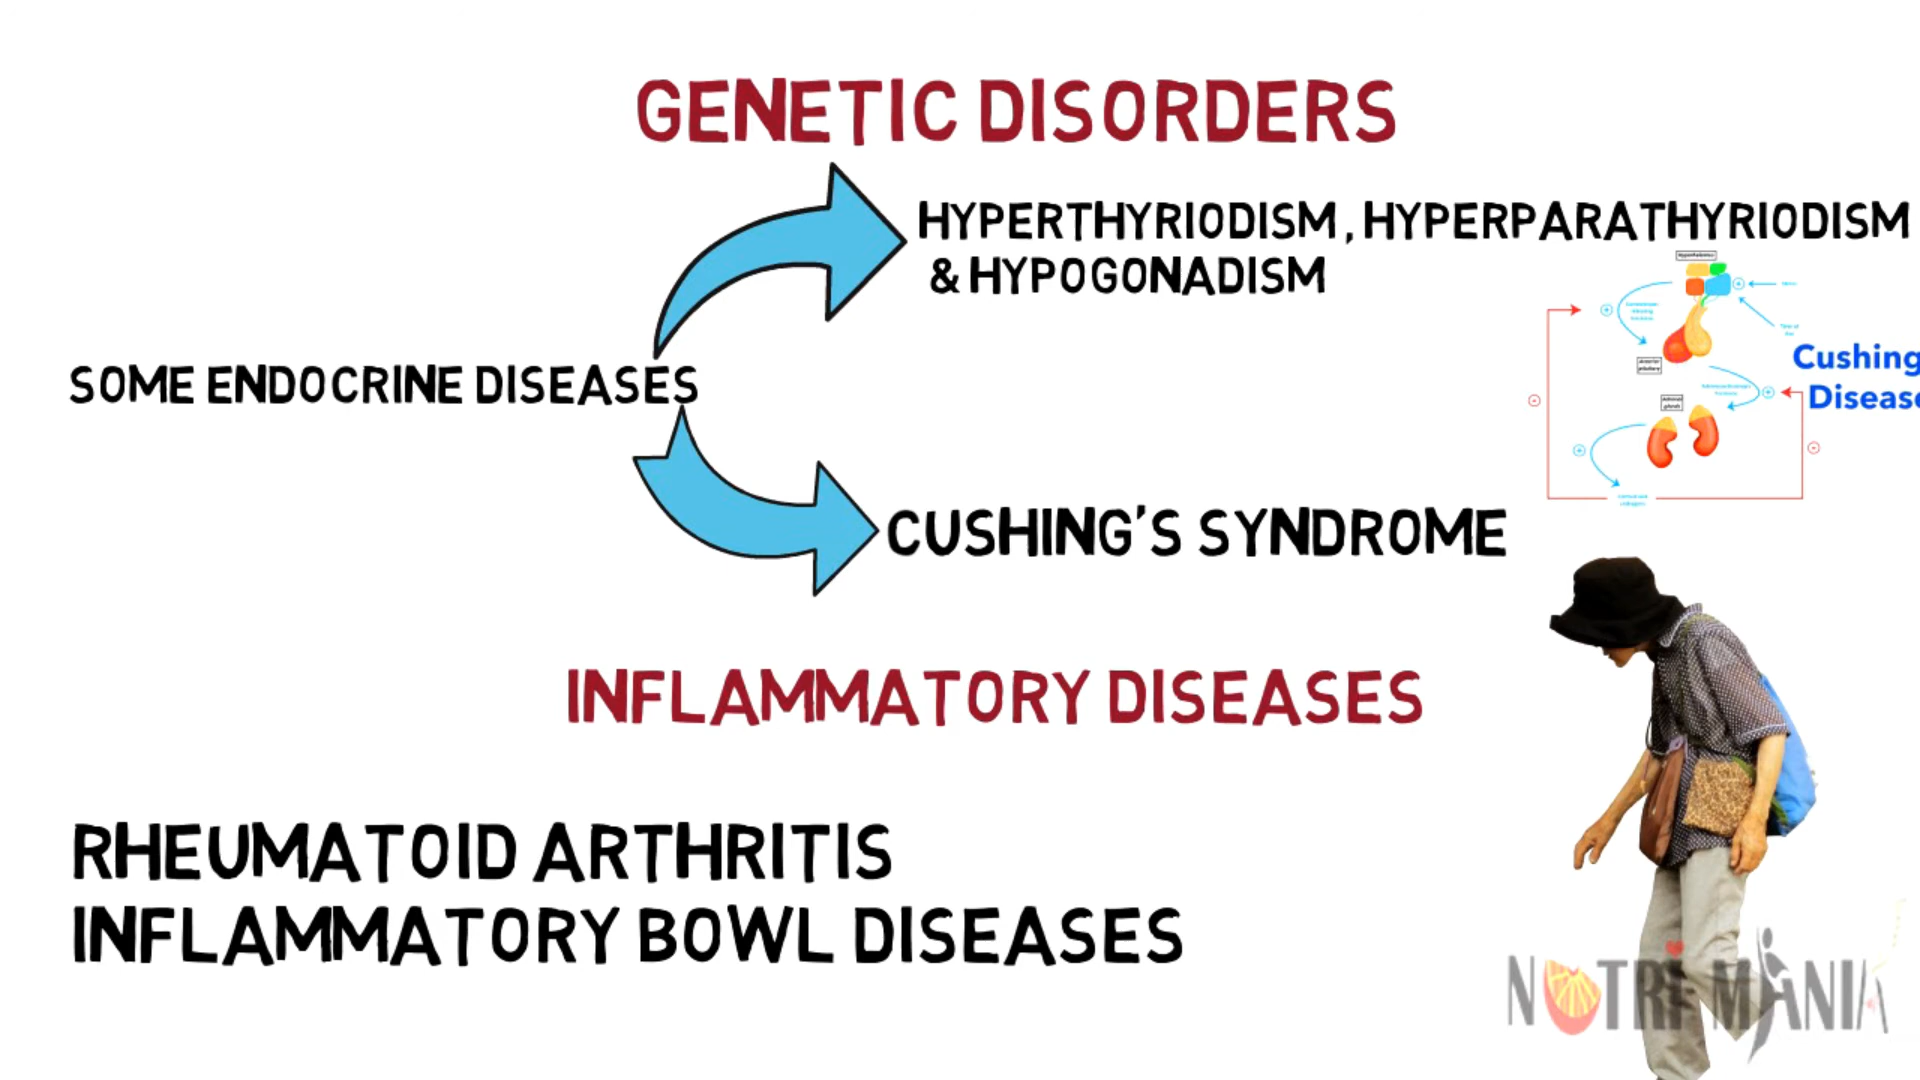 GENETIC DISORDERS
HYPERTHYRIODISM, HYPERPARATHYRIODISM
& HYPOGONADISM
SOME ENDOCRINE DISEASES
Cushing
Disease
CUSHING'S SYNDROME
INFLAMMATORY DISEASES
RHEUMATOID ARTHRITIS
INFLAMMATORY BOWL DISEASES
NUTRI MANIA